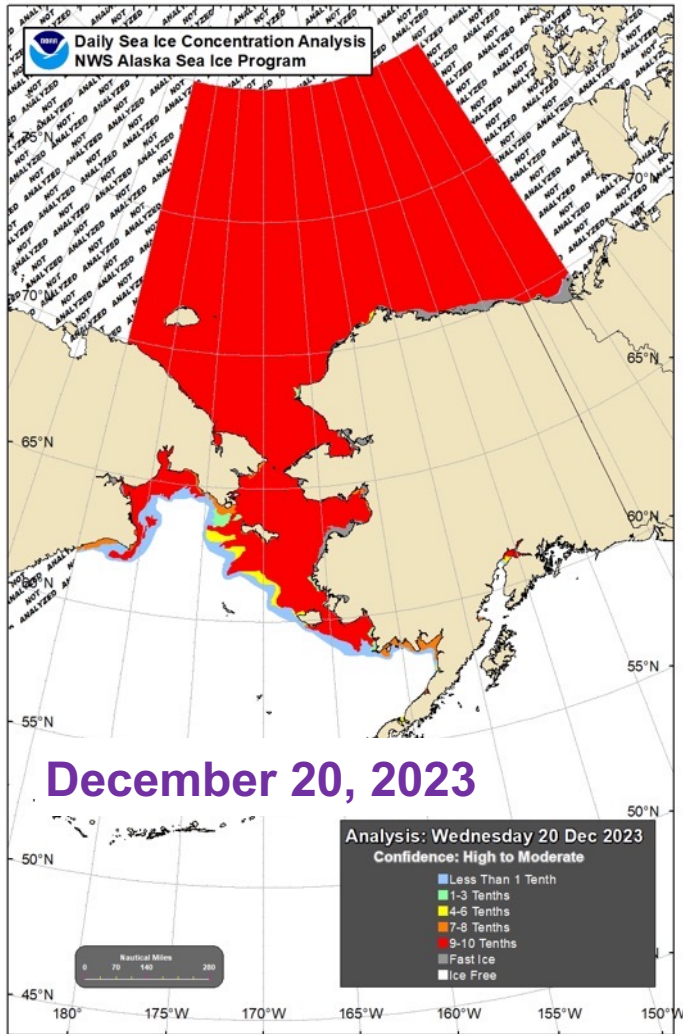 NOAA
Daily Sea Ice Concentration Analysis
NWS Alaska Sea Ice Program
NOT ANALYZED
75°N
70°N
70°N
65°N
65°N
60°N
60°N
55°N
55°N
50°N
50°N
45°N
December 20, 2023
Analysis: Wednesday 20 Dec 2023
Confidence: High to Moderate
Less Than 1 Tenth
1-3 Tenths
4-6 Tenths
7-8 Tenths
9-10 Tenths
Fast Ice
Ice Free
Nautical Miles
0 70 140 280
180° 175°W 170°W 165°W 160°W 155°W 150°W